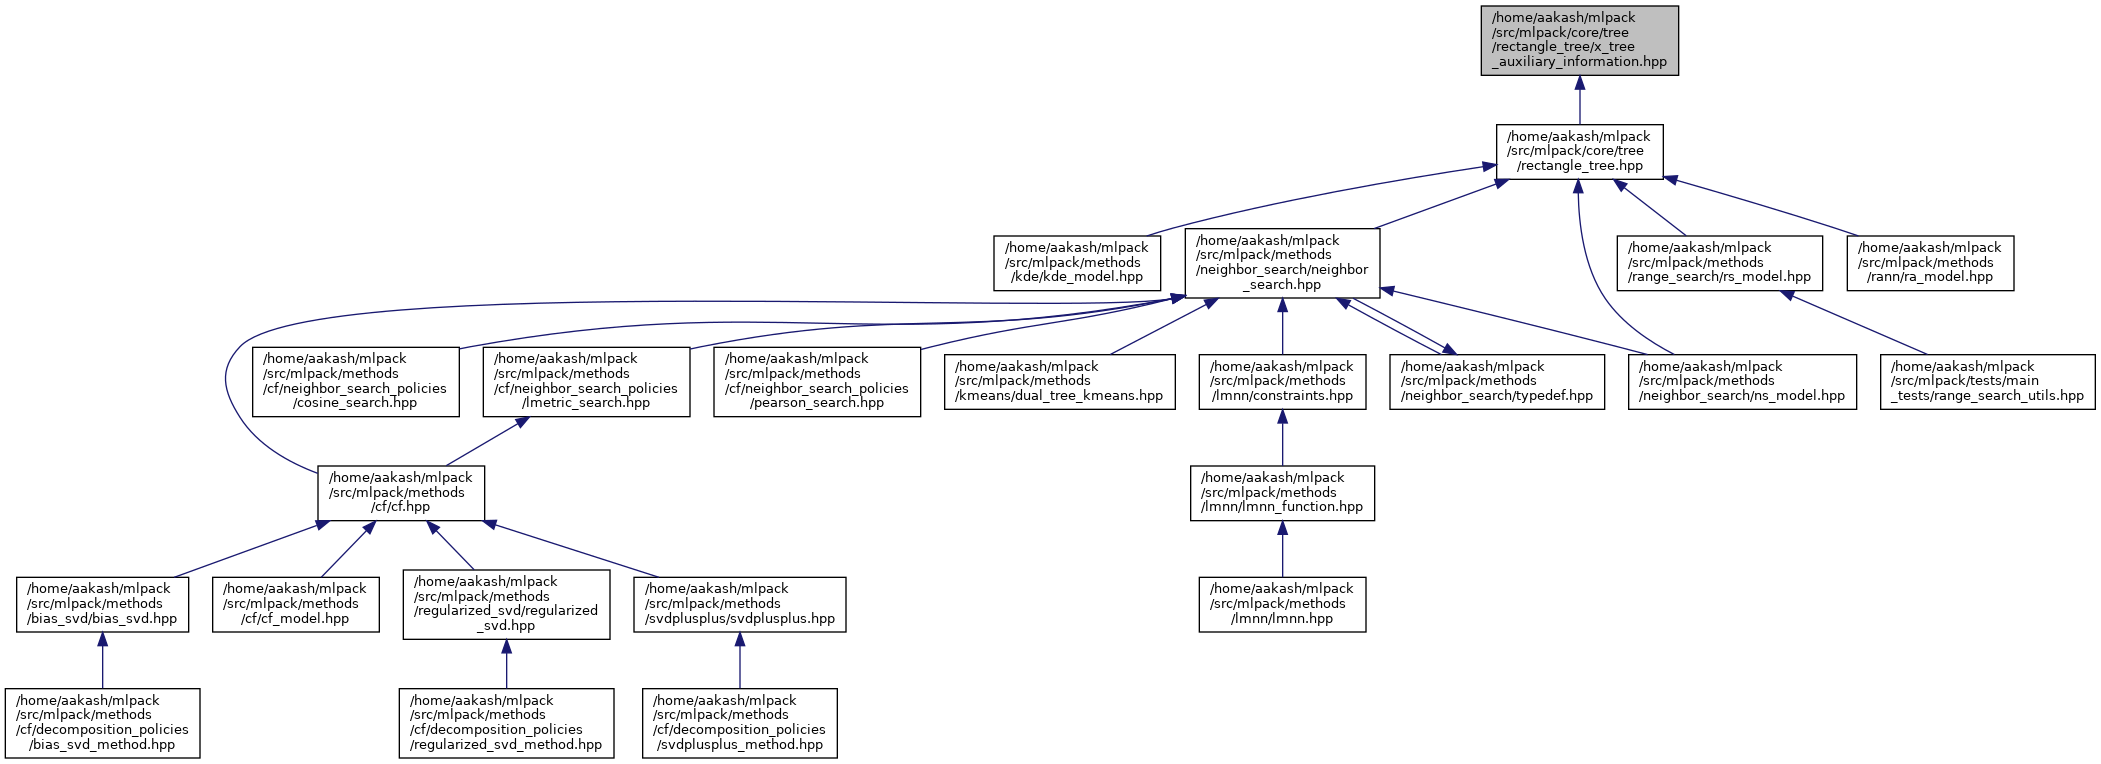 /home/aakash/mlpack
/src/mlpack/core/tree
/rectangle_tree/x_tree
_auxiliary_information.hpp
/home/aakash/mlpack
/src/mlpack/core/tree
/rectangle_tree.hpp
/home/aakash/mlpack
/src/mlpack/methods
/kde/kde_model.hpp
/home/aakash/mlpack
/src/mlpack/methods
/neighbor_search/neighbor
_search.hpp
/home/aakash/mlpack
/src/mlpack/methods
/range_search/rs_model.hpp
/home/aakash/mlpack
/src/mlpack/methods
/rann/ra_model.hpp
/home/aakash/mlpack
/src/mlpack/methods
/cf/neighbor_search_policies
/cosine_search.hpp
/home/aakash/mlpack
/src/mlpack/methods
/cf/neighbor_search_policies
/lmetric_search.hpp
/home/aakash/mlpack
/src/mlpack/methods
/cf/neighbor_search_policies
/pearson_search.hpp
/home/aakash/mlpack
/src/mlpack/methods
/kmeans/dual_tree_kmeans.hpp
/home/aakash/mlpack
/src/mlpack/methods
/lmnn/constraints.hpp
/home/aakash/mlpack
/src/mlpack/methods
/neighbor_search/typedef.hpp
/home/aakash/mlpack
/src/mlpack/methods
/neighbor_search/ns_model.hpp
/home/aakash/mlpack
/src/mlpack/tests/main
_tests/range_search_utils.hpp
/home/aakash/mlpack
/src/mlpack/methods
/cf/cf.hpp
/home/aakash/mlpack
/src/mlpack/methods
/lmnn/lmnn_function.hpp
/home/aakash/mlpack
/src/mlpack/methods
/bias_svd/bias_svd.hpp
/home/aakash/mlpack
/src/mlpack/methods
/cf/cf_model.hpp
/home/aakash/mlpack
/src/mlpack/methods
/regularized_svd/regularized
_svd.hpp
/home/aakash/mlpack
/src/mlpack/methods
/svdplusplus/svdplusplus.hpp
/home/aakash/mlpack
/src/mlpack/methods
/lmnn/lmnn.hpp
/home/aakash/mlpack
/src/mlpack/methods
/cf/decomposition_policies
/bias_svd_method.hpp
/home/aakash/mlpack
/src/mlpack/methods
/cf/decomposition_policies
/regularized_svd_method.hpp
/home/aakash/mlpack
/src/mlpack/methods
/cf/decomposition_policies
/svdplusplus_method.hpp